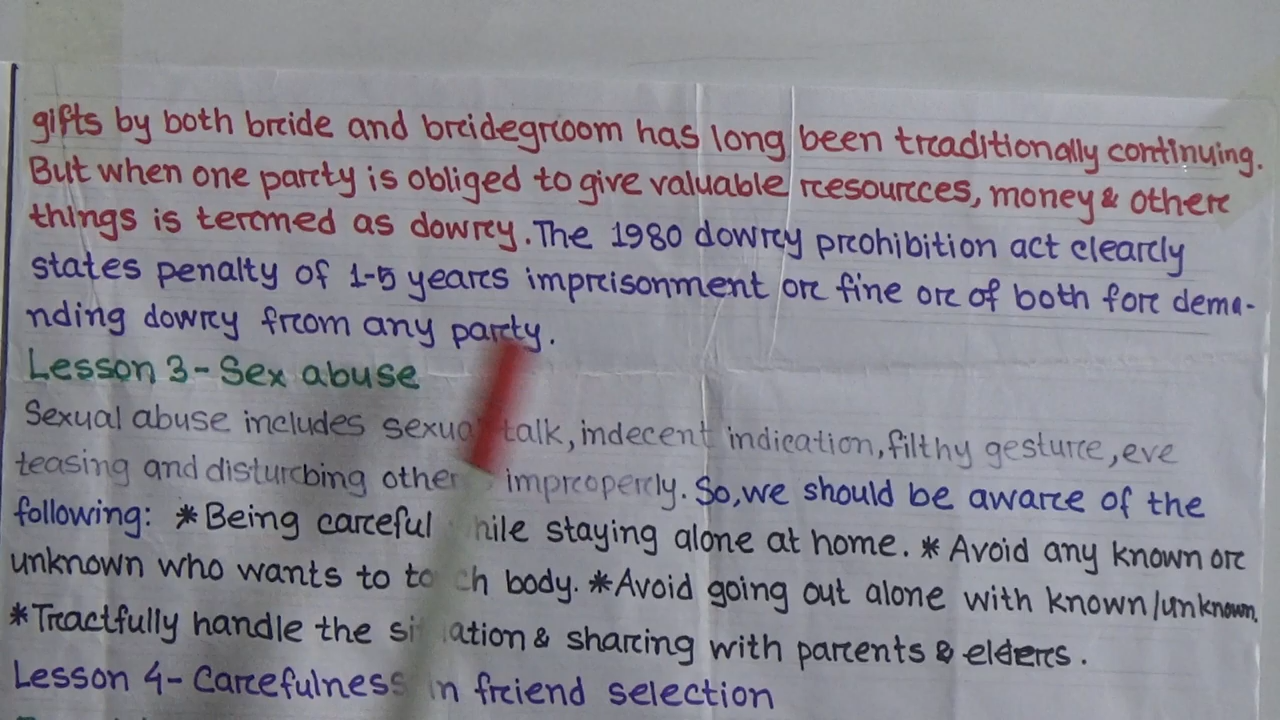 gifts by both bride and bridegroom has long been traditionally continuing.
But when one party is obliged to give valuable resources, money & other
things is termed as dowry. The 1980 dowry prohibition act clearly
states penalty of 1-5 years imprisonment or fine or of both for dema-
nding dowry from any party.
Lesson 3 - Sex abuse
Sexual abuse includes sexual talk, indecent indication, filthy gesture, eve
teasing and disturbing other improperly. So, we should be aware of the
following: * Being careful while staying alone at home. * Avoid any known or
unknown who wants to touch body. * Avoid going out alone with known/unknown.
* Tractfully handle the situation & sharing with parents & elders.
Lesson 4 - Carefulness in friend selection